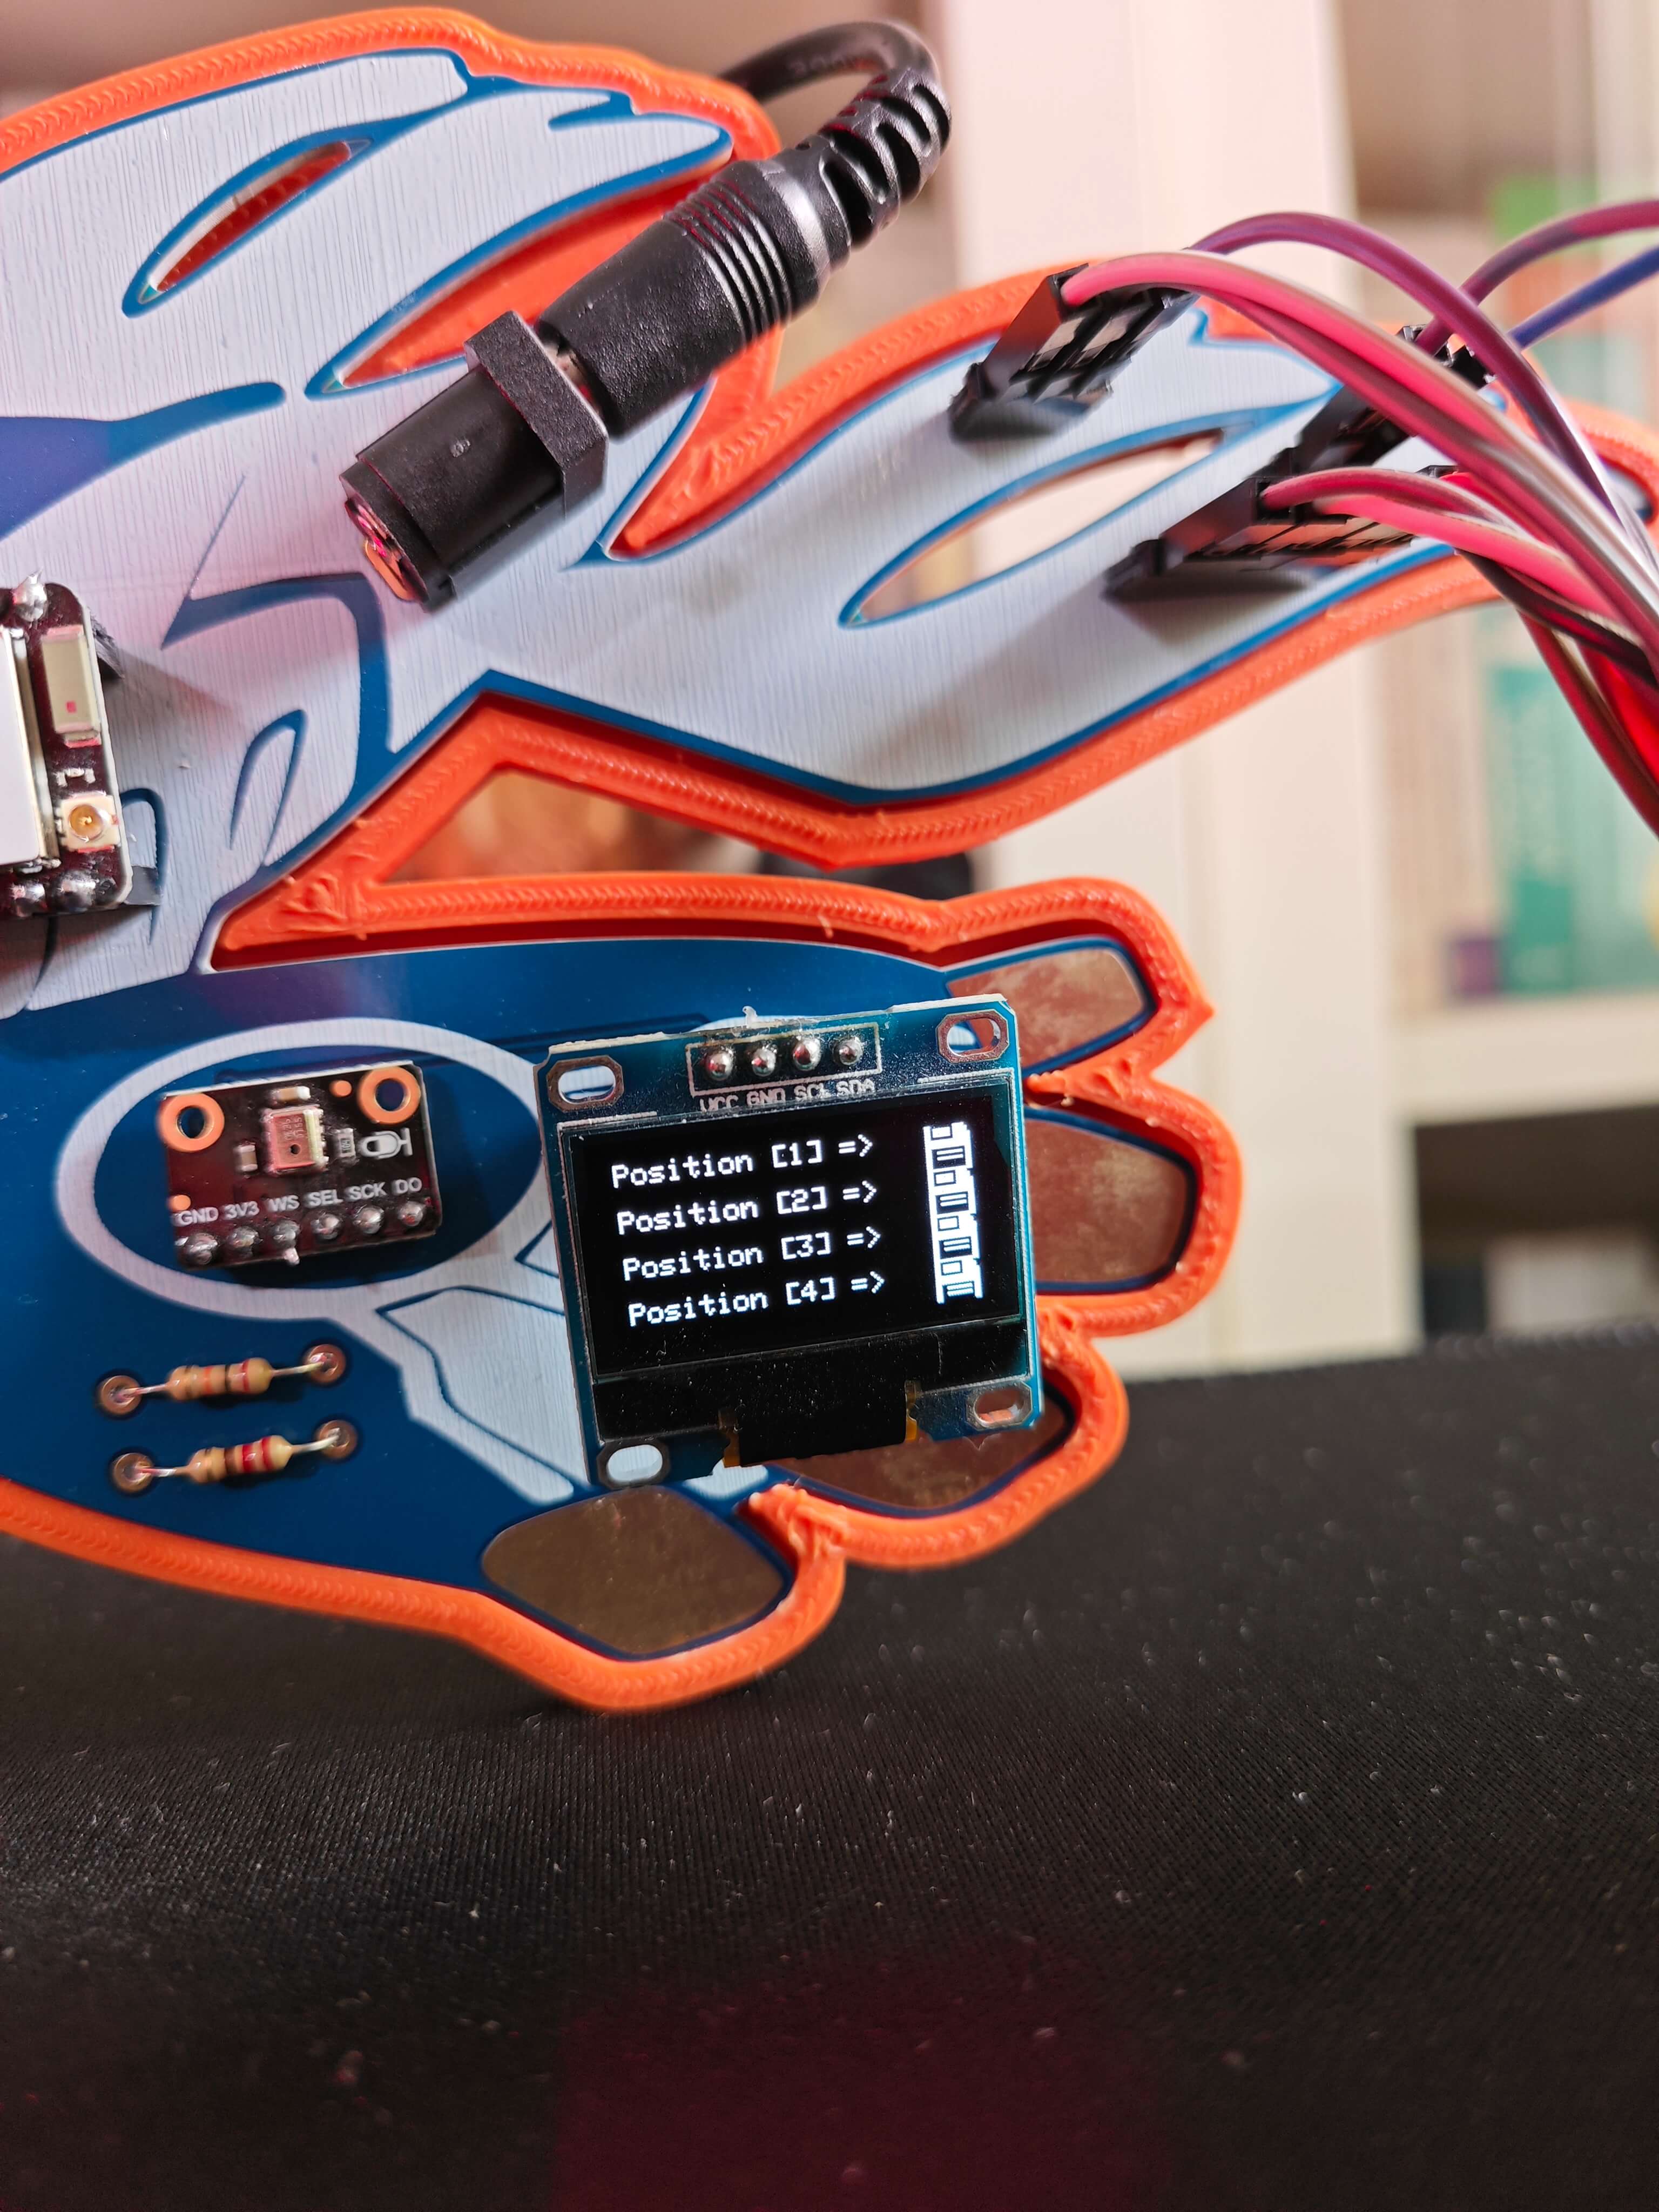 GND 3V3 WS SEL SCK DO
VCC GND SCL SDA
Position [1] =>
Position [2] =>
Position [3] =>
Position [4] =>